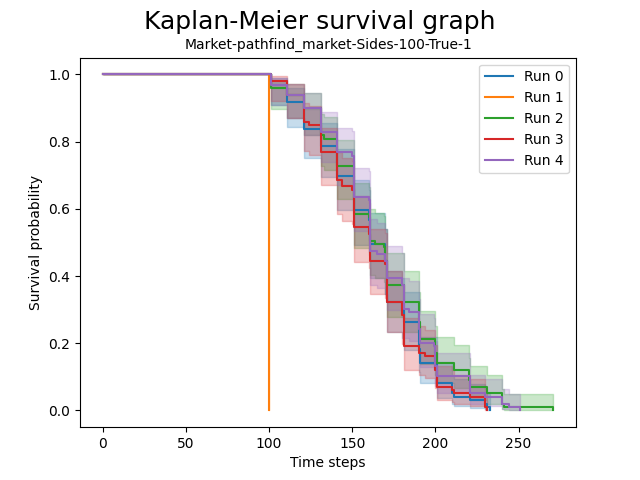 Kaplan-Meier survival graph
Market-pathfind_market-Sides-100-True-1
Run 0
Run 1
Run 2
Run 3
Run 4
Survival probability
1.0
0.8
0.6
0.4
0.2
0.0
0 50 100 150 200 250
Time steps